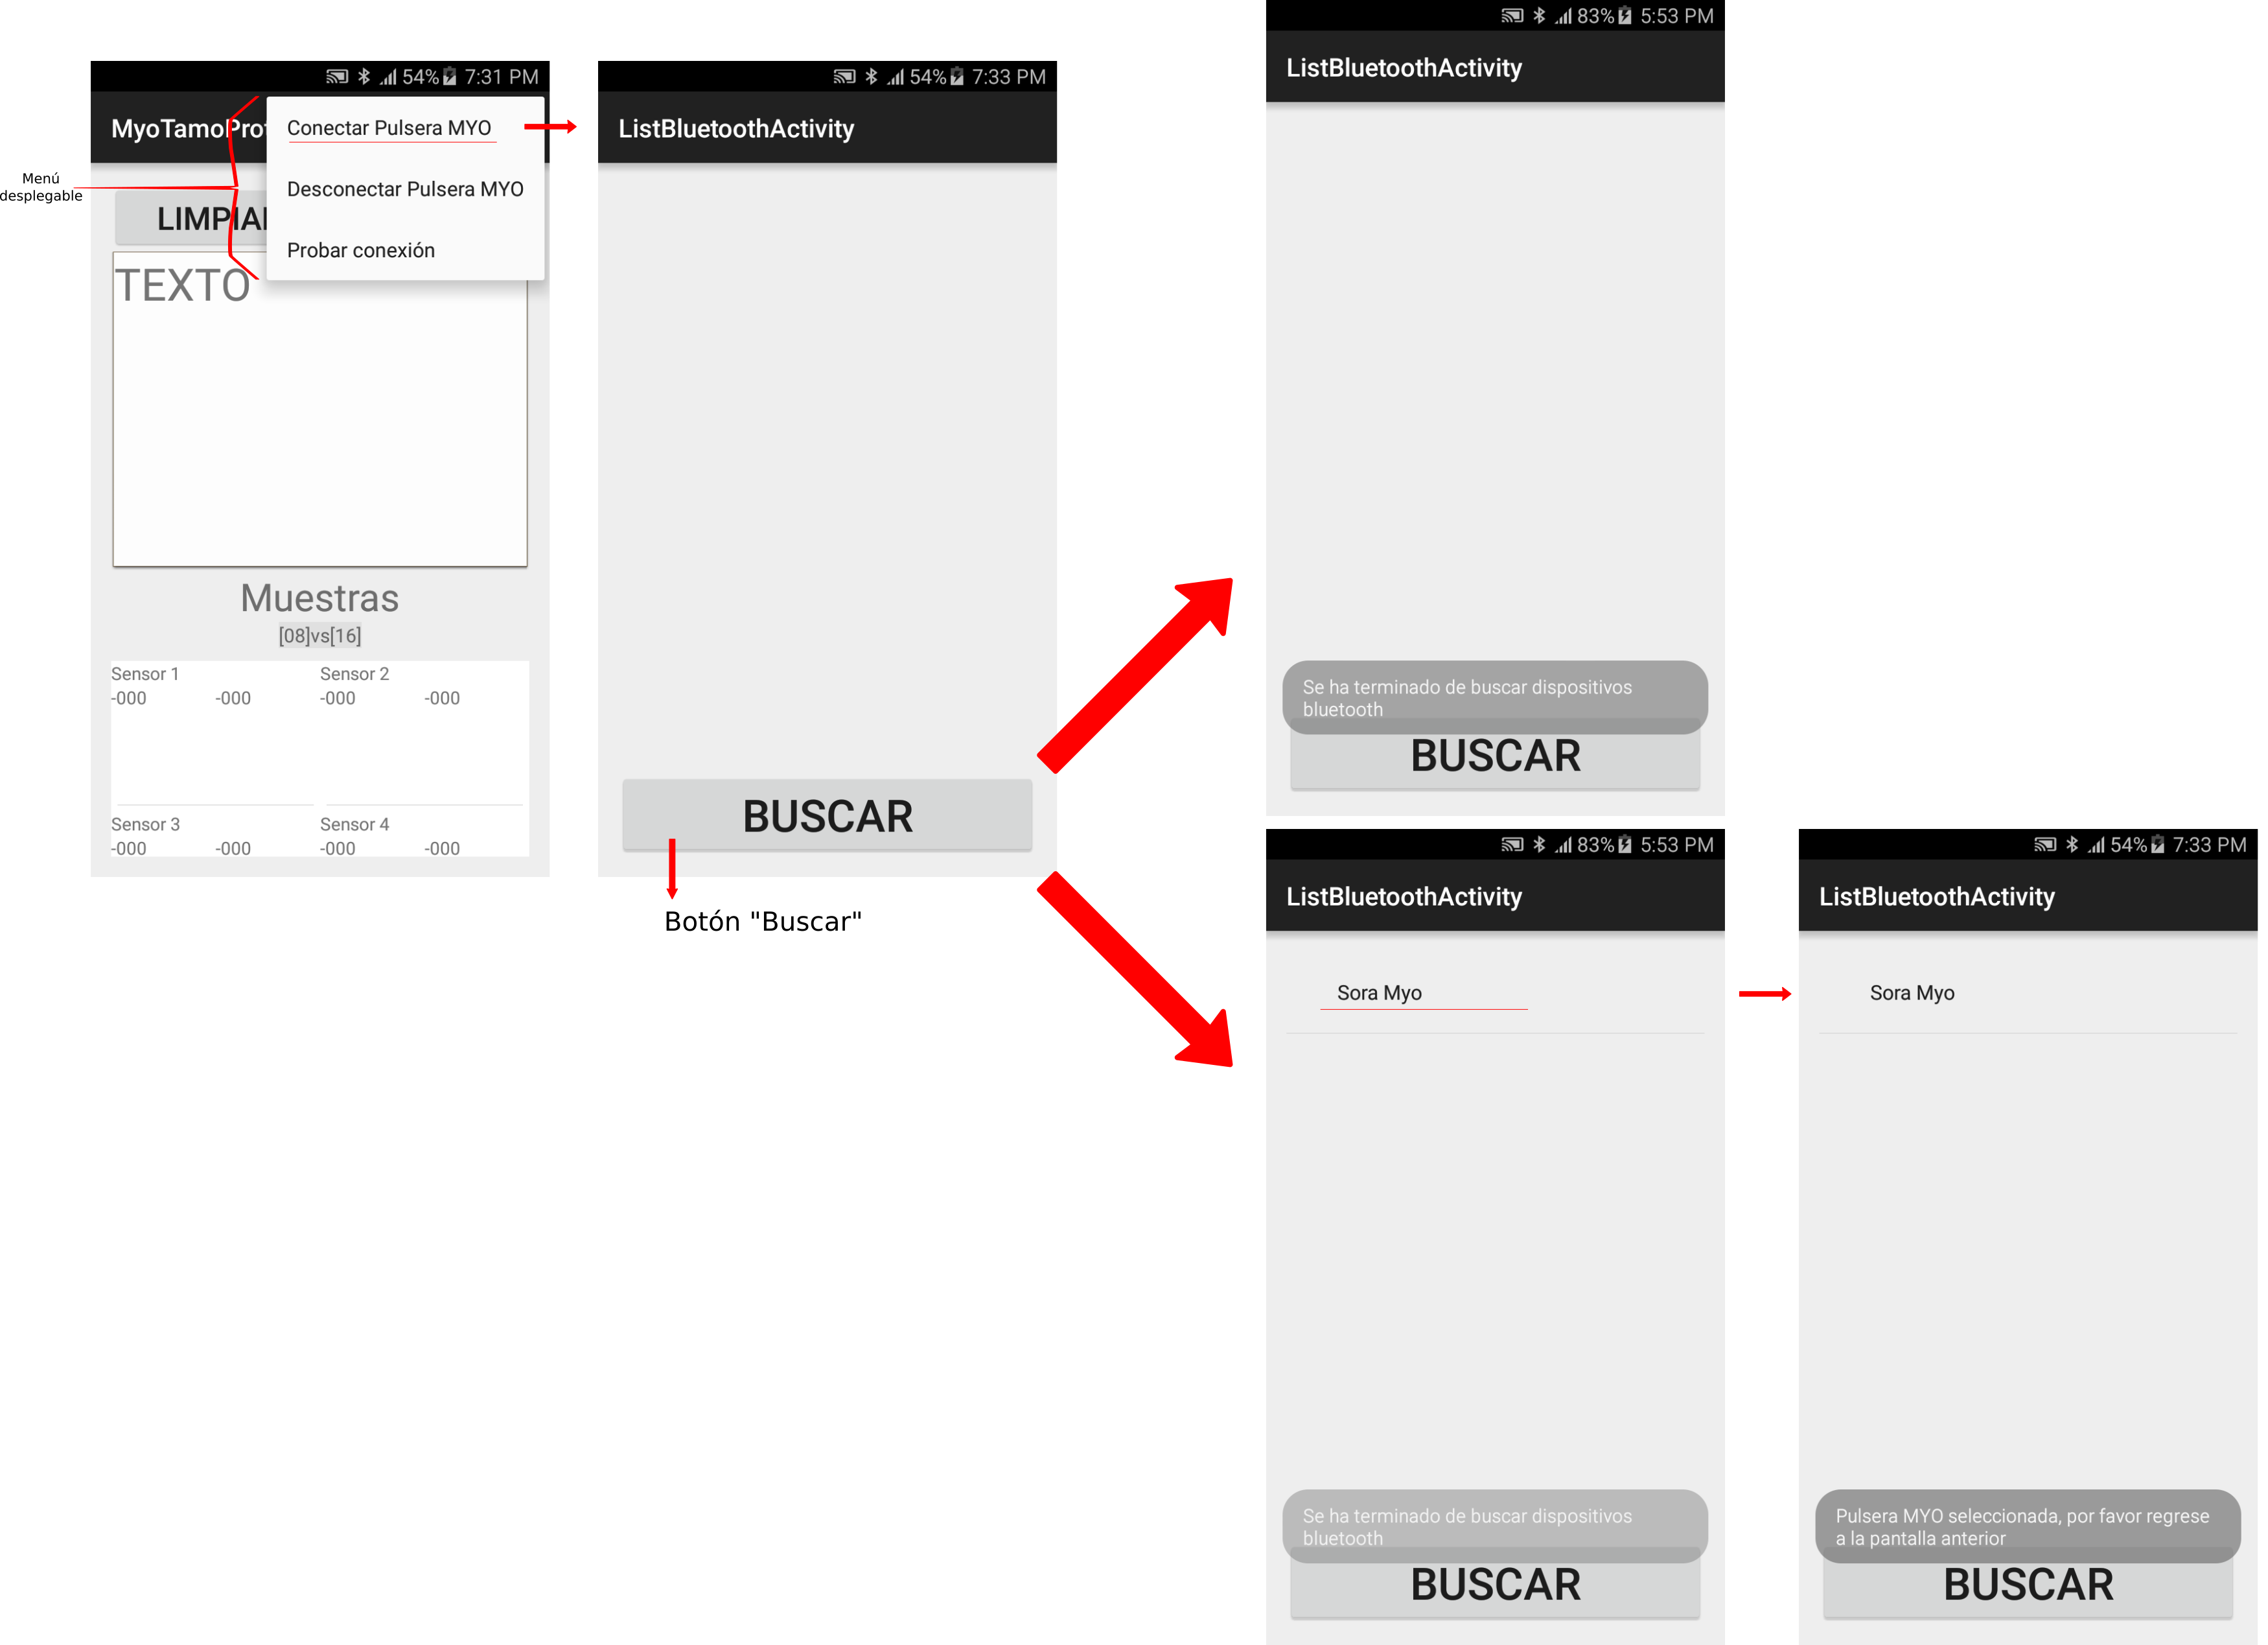 Menú
desplegable
54% 7:31 PM
MyoTamoProt
Conectar Pulsera MYO
Desconectar Pulsera MYO
Probar conexión
LIMPIA
TEXTO
Muestras
[08]vs[16]
Sensor 1 Sensor 2
-000 -000 -000 -000
Sensor 3 Sensor 4
-000 -000 -000 -000
54% 7:33 PM
ListBluetoothActivity
BUSCAR
Botón "Buscar"
83% 5:53 PM
ListBluetoothActivity
Se ha terminado de buscar dispositivos
bluetooth
BUSCAR
83% 5:53 PM
ListBluetoothActivity
Sora Myo
Se ha terminado de buscar dispositivos
bluetooth
BUSCAR
54% 7:33 PM
ListBluetoothActivity
Sora Myo
Pulsera MYO seleccionada, por favor regrese
a la pantalla anterior
BUSCAR